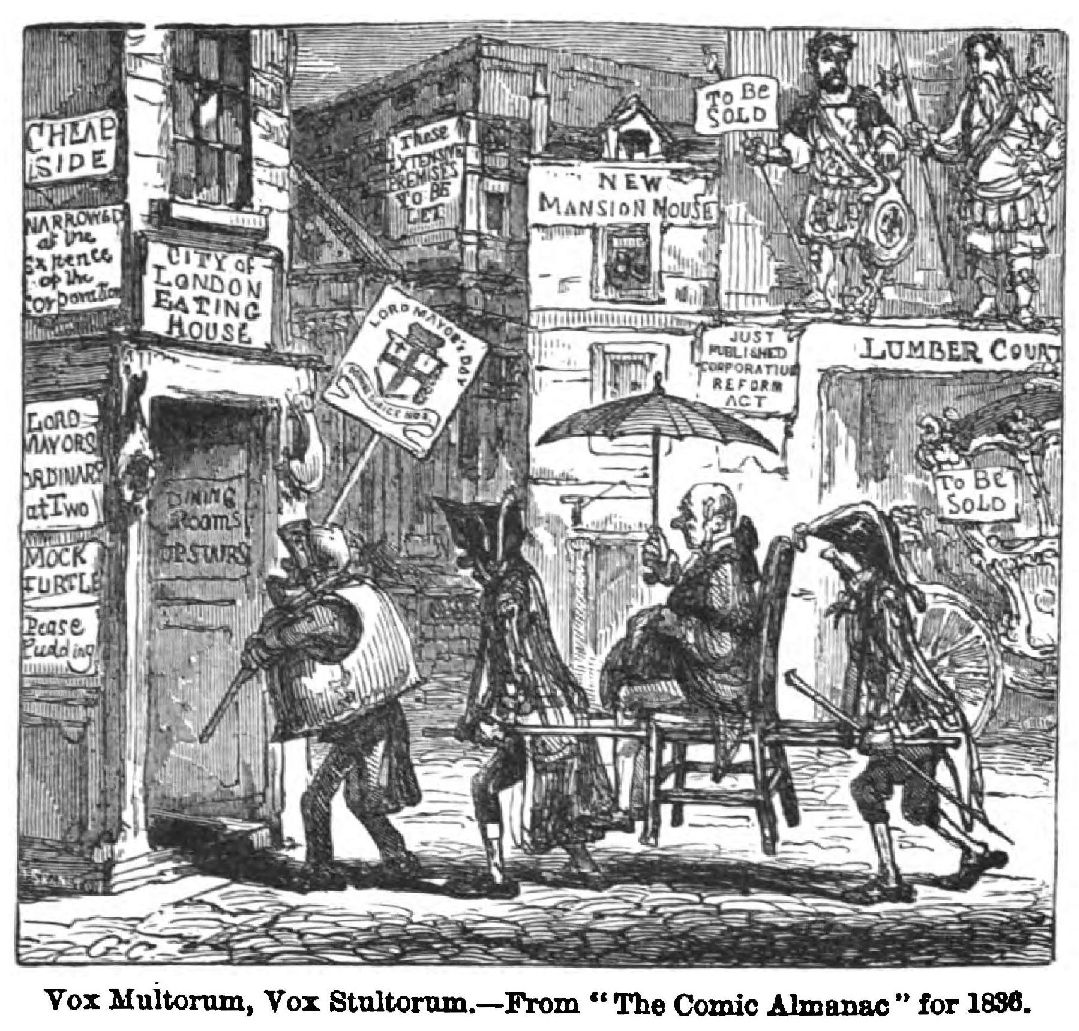 CHEAP
SIDE
NARROWED
at the
Expence
of the
Corporation
CITY OF
LONDON
EATING
HOUSE
LORD
MAYORS
ORDINARY
at Two
MOCK
TURTLE
Pease
Pudding
DINING
ROOMS
UPSTAIRS
These
EXTENSIVE
PREMISES
TO BE
LET
LORD MAYOR'S DAY
NEW
MANSION HOUSE
TO BE
SOLD
JUST
PUBLISHED
CORPORATION
REFORM
ACT
LUMBER COURT
TO BE
SOLD
G C
Vox Multorum, Vox Stultorum.—From “The Comic Almanac” for 1836.